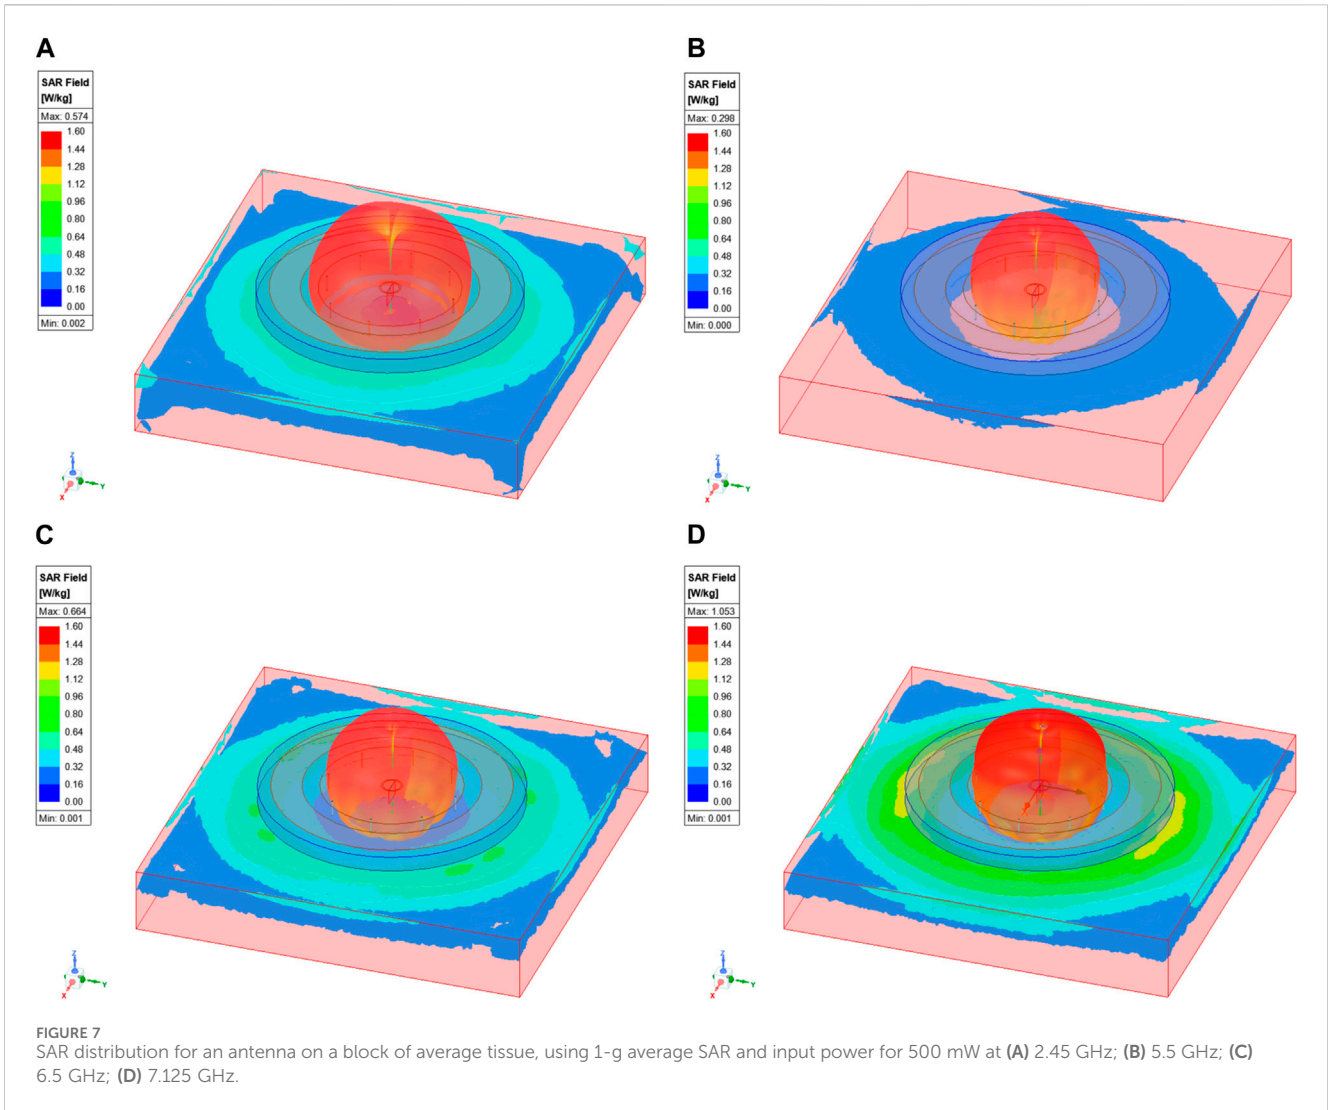 A
SAR Field
[W/kg]
Max: 0.574
1.60
1.44
1.28
1.12
0.96
0.80
0.64
0.48
0.32
0.16
0.00
Min: 0.002
Z
Y
X
B
SAR Field
[W/kg]
Max: 0.298
1.60
1.44
1.28
1.12
0.96
0.80
0.64
0.48
0.32
0.16
0.00
Min: 0.000
Z
Y
X
C
SAR Field
[W/kg]
Max: 0.664
1.60
1.44
1.28
1.12
0.96
0.80
0.64
0.48
0.32
0.16
0.00
Min: 0.001
Z
Y
X
D
SAR Field
[W/kg]
Max: 1.053
1.60
1.44
1.28
1.12
0.96
0.80
0.64
0.48
0.32
0.16
0.00
Min: 0.001
X
Z
Y
X
FIGURE 7
SAR distribution for an antenna on a block of average tissue, using 1-g average SAR and input power for 500 mW at (A) 2.45 GHz; (B) 5.5 GHz; (C)
6.5 GHz; (D) 7.125 GHz.